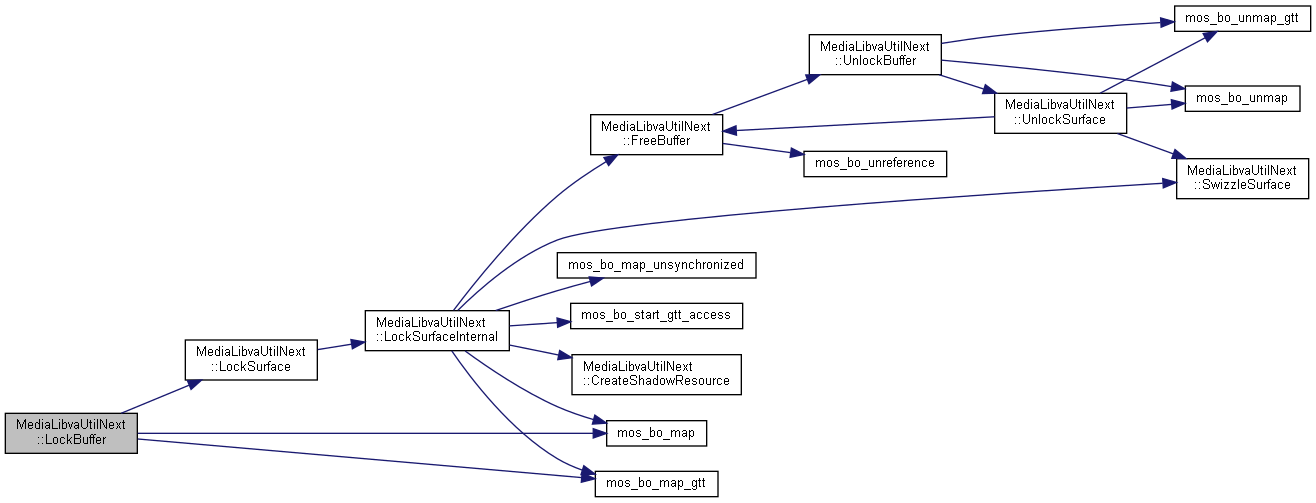 mos_bo_unmap_gtt
MediaLibvaUtilNext
::UnlockBuffer
mos_bo_unmap
MediaLibvaUtilNext
::UnlockSurface
MediaLibvaUtilNext
::FreeBuffer
mos_bo_unreference
MediaLibvaUtilNext
::SwizzleSurface
mos_bo_map_unsynchronized
mos_bo_start_gtt_access
MediaLibvaUtilNext
::LockSurfaceInternal
MediaLibvaUtilNext
::LockSurface
MediaLibvaUtilNext
::CreateShadowResource
MediaLibvaUtilNext
::LockBuffer
mos_bo_map
mos_bo_map_gtt